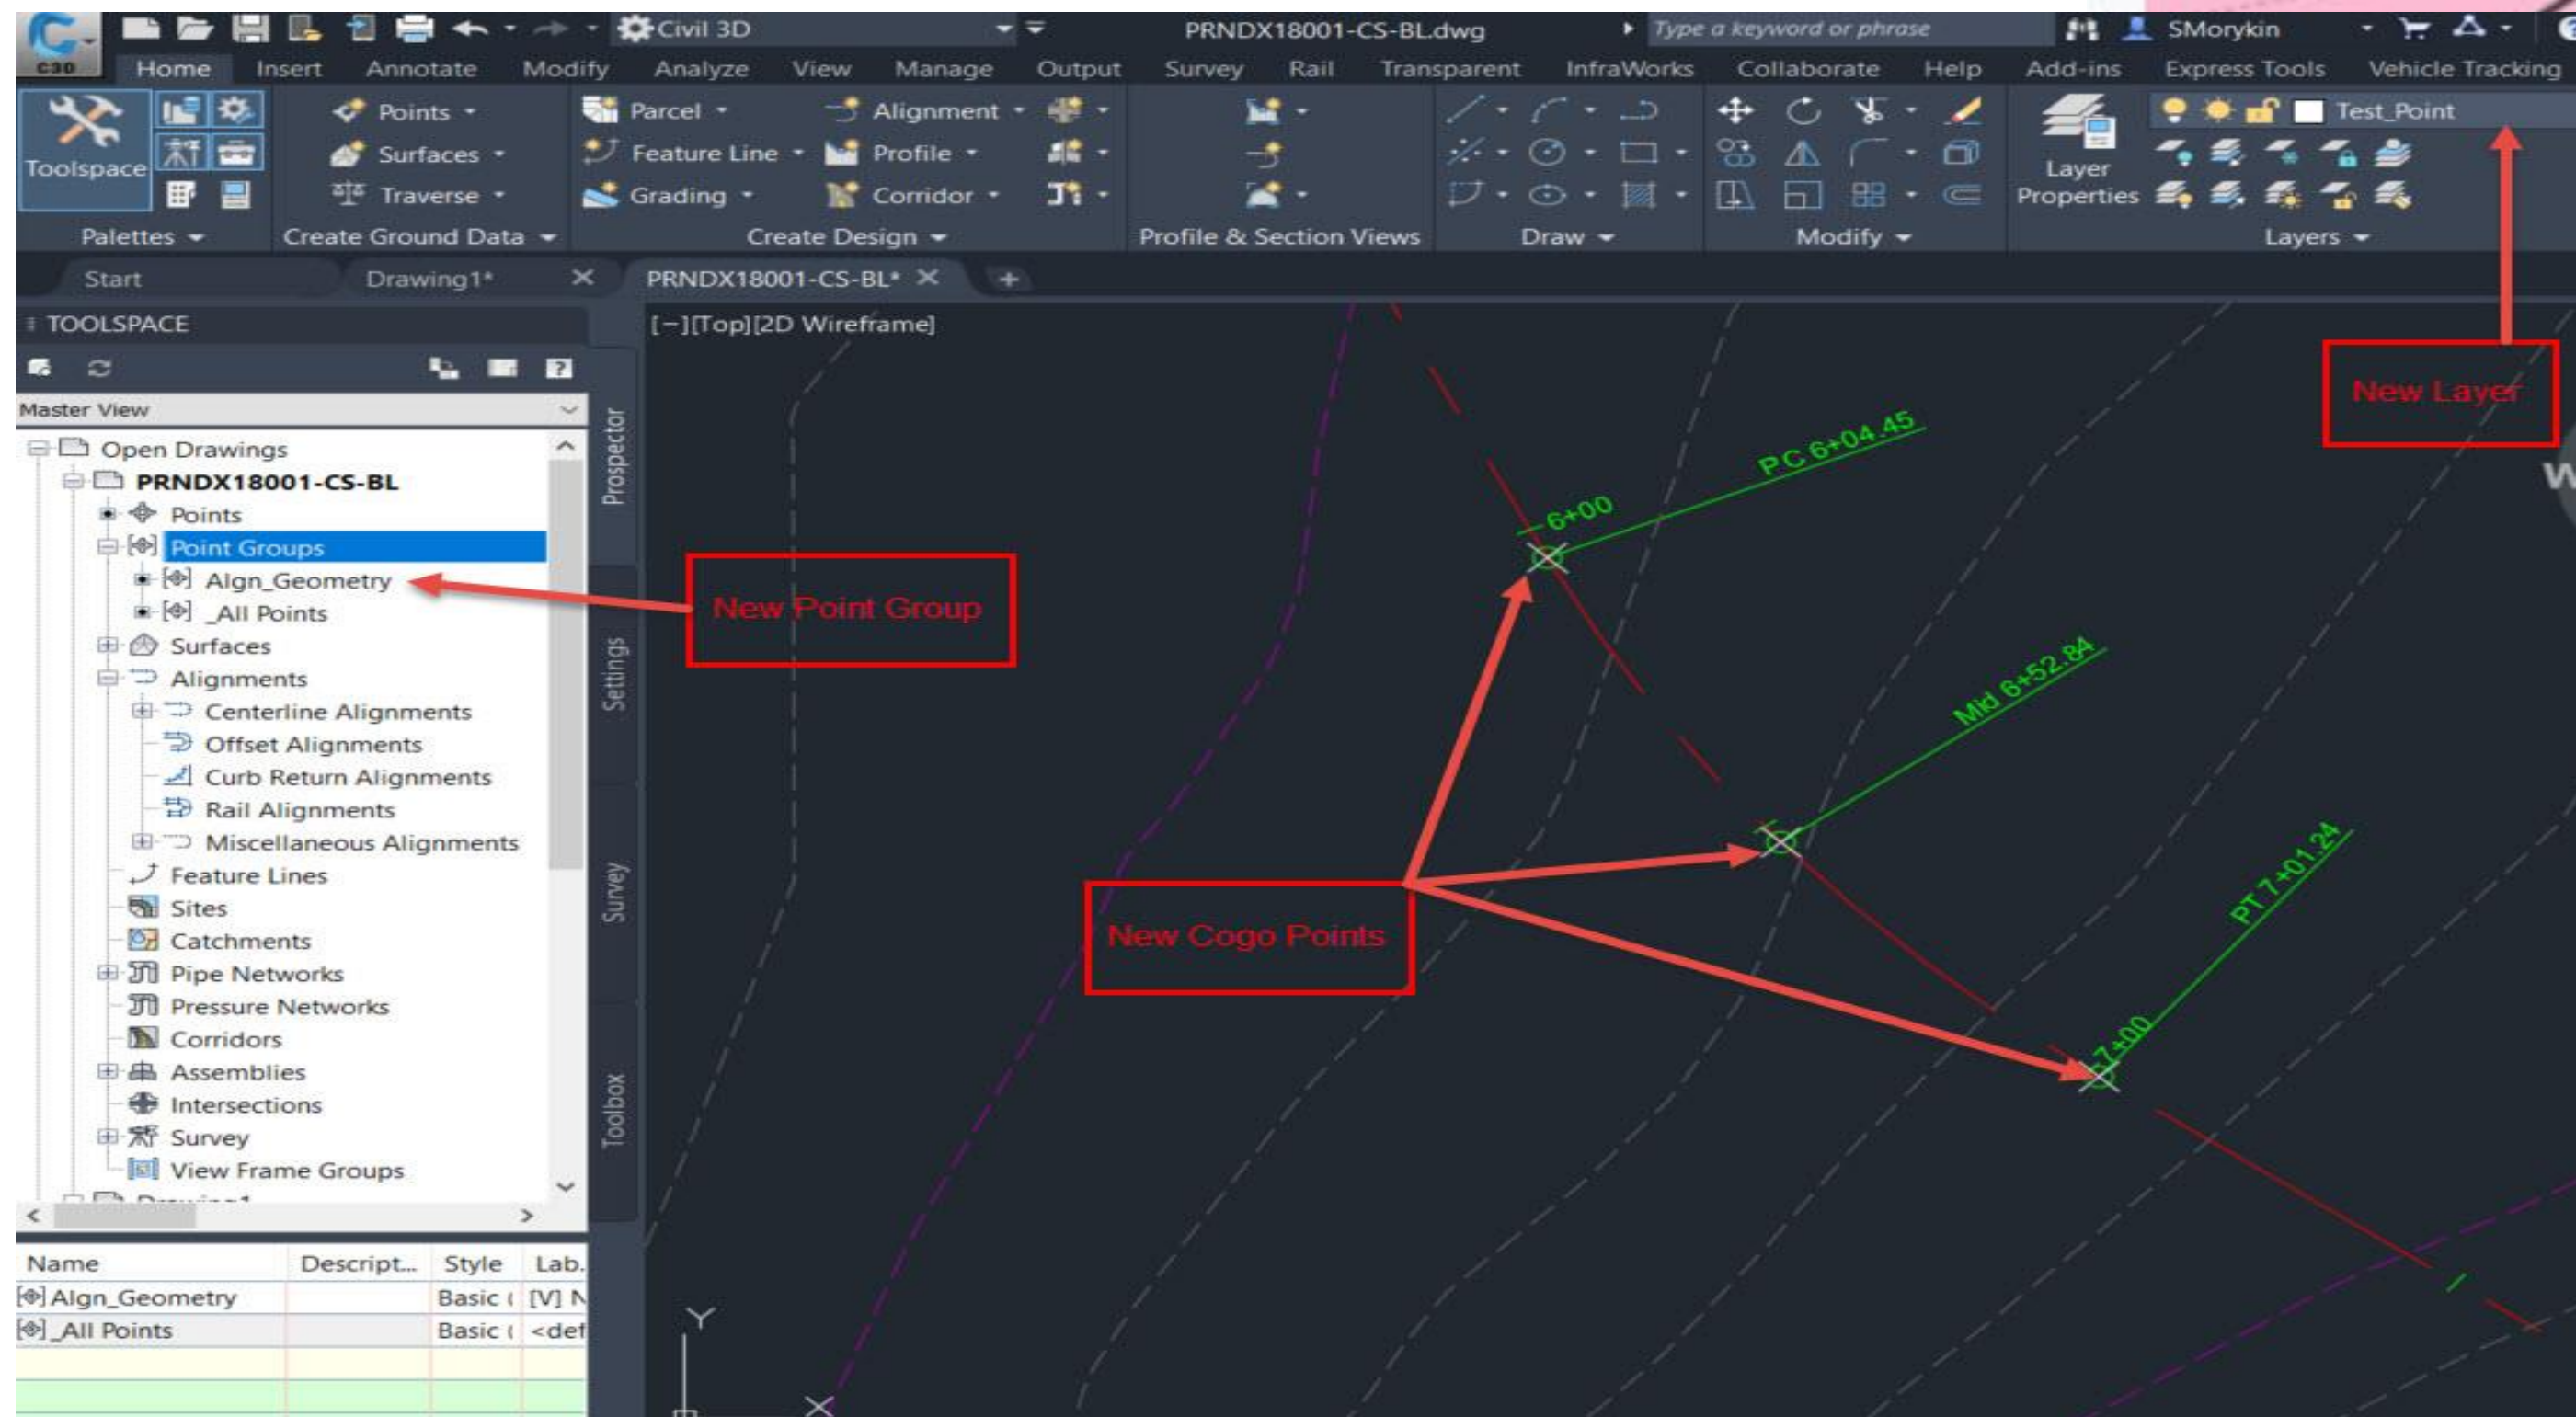 C3D
Civil 3D
PRNDX18001-CS-BL.dwg
Type a keyword or phrase
SMorykin
Home Insert Annotate Modify Analyze View Manage Output Survey Rail Transparent InfraWorks Collaborate Help Add-ins Express Tools Vehicle Tracking
Points Parcel Alignment Test_Point
Toolspace Surfaces Feature Line Profile Layer Properties
Traverse Grading Corridor
Palettes Create Ground Data Create Design Profile & Section Views Draw Modify Layers
Start Drawing1* PRNDX18001-CS-BL*
TOOLSPACE
[−][Top][2D Wireframe]
Master View
Open Drawings
PRNDX18001-CS-BL
Points
Point Groups
Algn_Geometry
_All Points
Surfaces
Alignments
Centerline Alignments
Offset Alignments
Curb Return Alignments
Rail Alignments
Miscellaneous Alignments
Feature Lines
Sites
Catchments
Pipe Networks
Pressure Networks
Corridors
Assemblies
Intersections
Survey
View Frame Groups
Drawing1
Prospector
Settings
Survey
Toolbox
Name Descript... Style Lab.
Algn_Geometry Basic ( [V] N
_All Points Basic ( <def
New Layer
W
PC 6+04.45
6+00
New Point Group
Mid 6+52.84
New Cogo Points
PT 7+01.24
7+00
Y